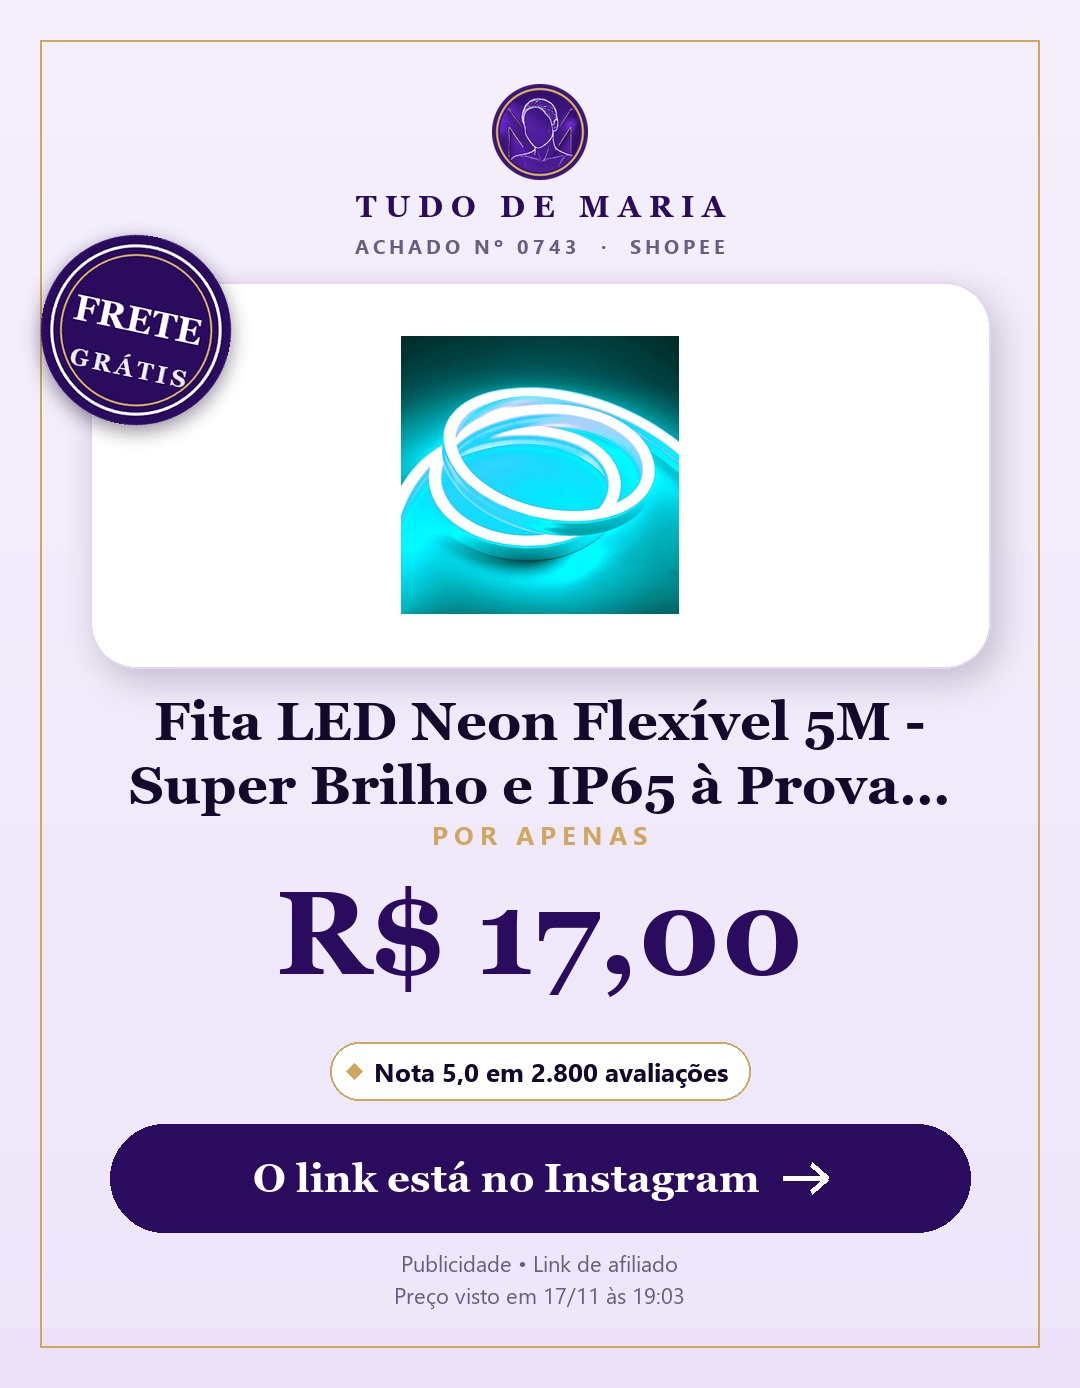 TUDO DE MARIA
ACHADO Nº 0743 · SHOPEE
FRETE
GRÁTIS
Fita LED Neon Flexível 5M -
Super Brilho e IP65 à Prova...
POR APENAS
R$ 17,00
Nota 5,0 em 2.800 avaliações
O link está no Instagram →
Publicidade • Link de afiliado
Preço visto em 17/11 às 19:03